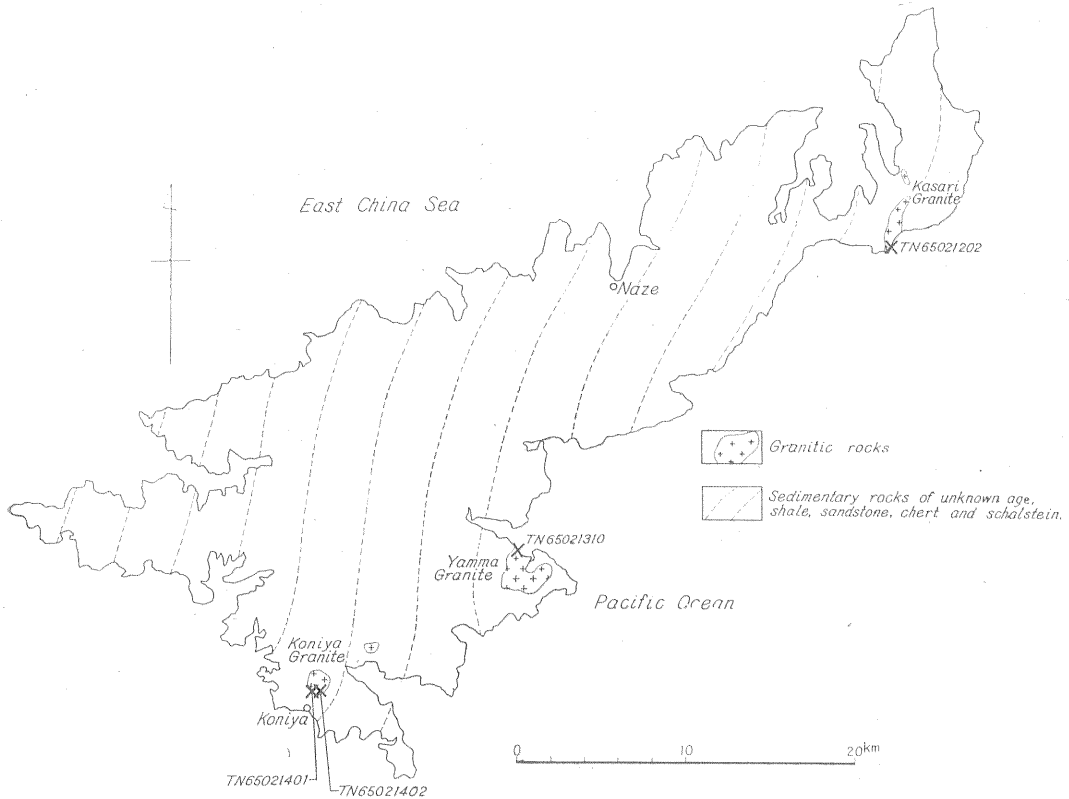 East China Sea
Kasari
Granite
TN65021202
Naze
Granitic rocks
Sedimentary rocks of unknown age,
shale, sandstone, chert and schalstein.
TN65021310
Yamma
Granite
Pacific Ocean
Koniya
Granite
Koniya
0 10 20km
TN65021401
TN65021402